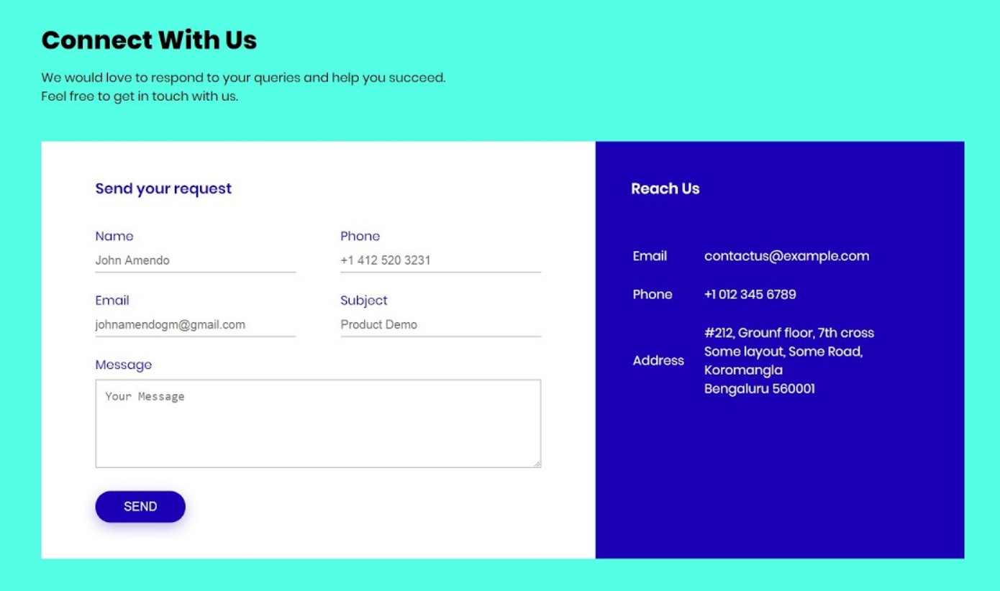 Connect With Us
We would love to respond to your queries and help you succeed.
Feel free to get in touch with us.
Send your request
Name
John Amendo
Phone
+1 412 520 3231
Email
johnamendogm@gmail.com
Subject
Product Demo
Message
Your Message
SEND
Reach Us
Email contactus@example.com
Phone +1 012 345 6789
Address
#212, Grounf floor, 7th cross
Some layout, Some Road,
Koromangla
Bengaluru 560001